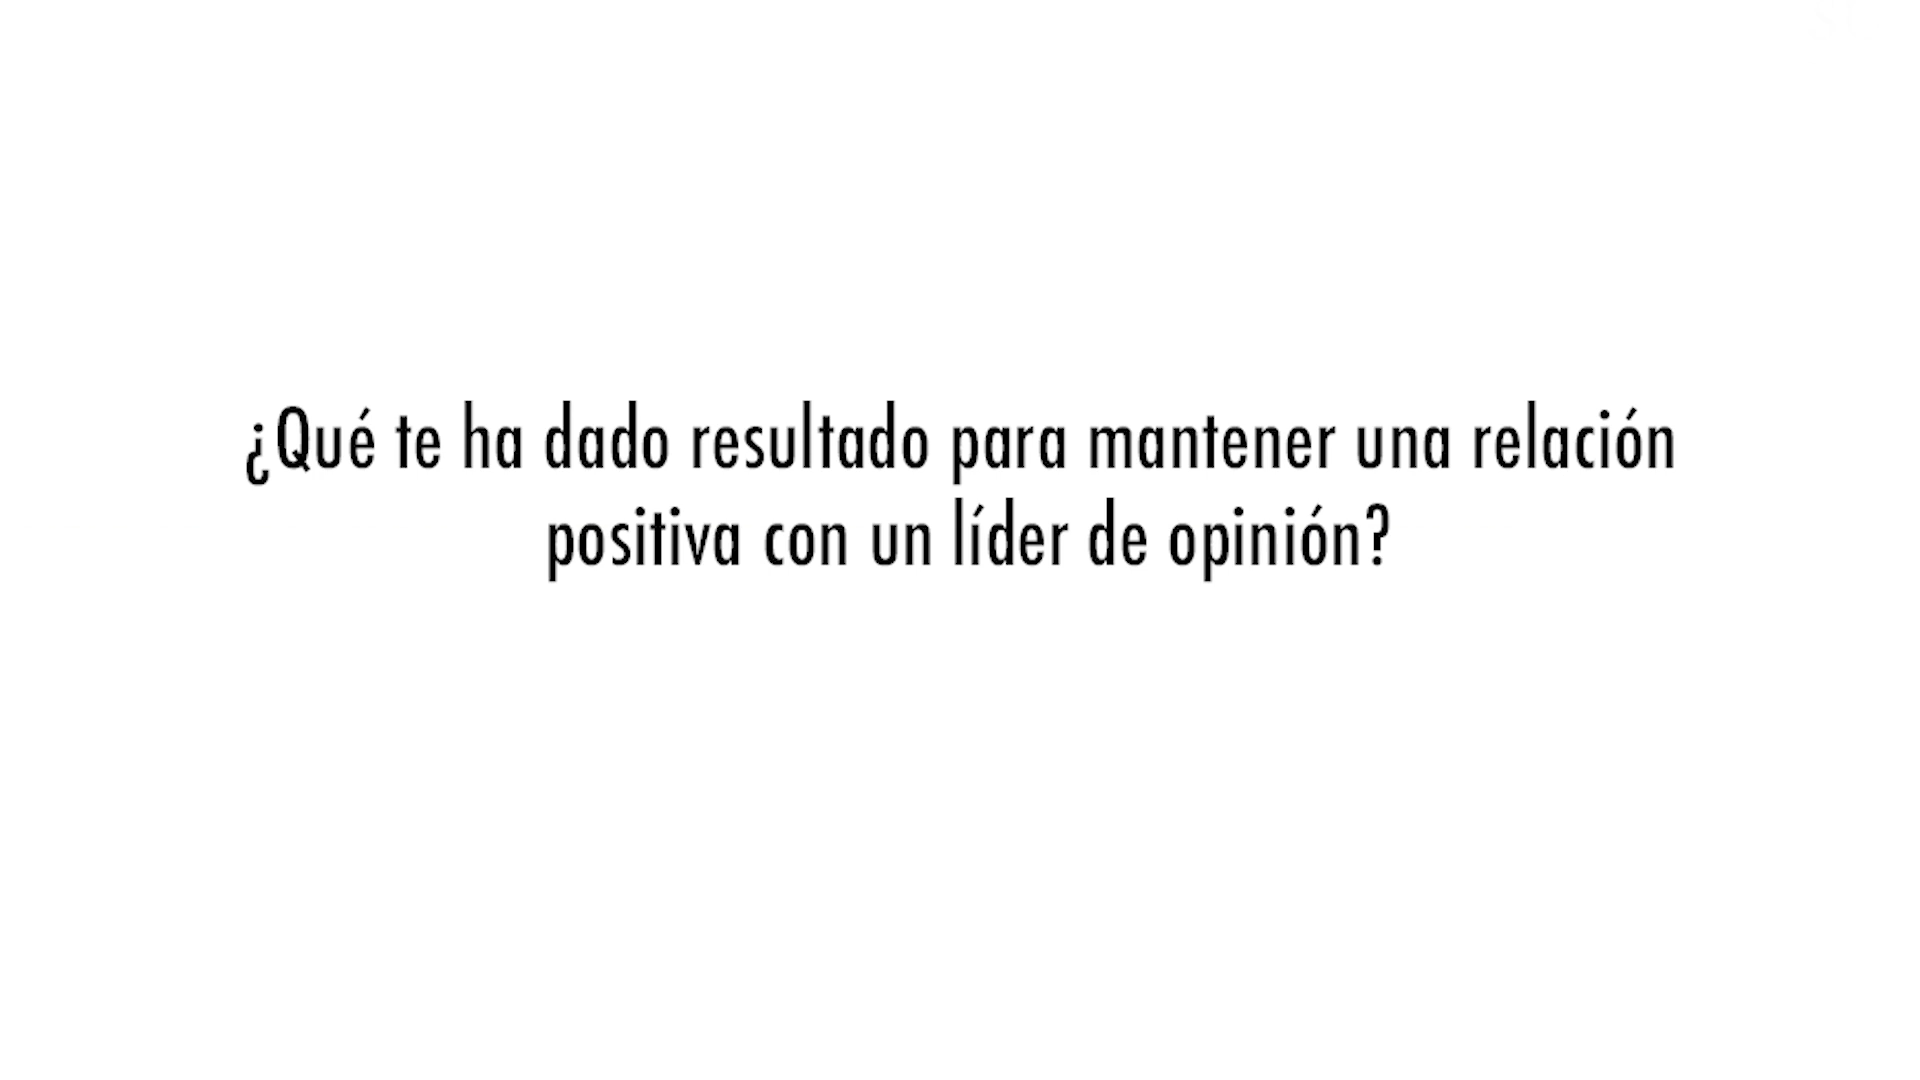 ¿Qué te ha dado resultado para mantener una relación
positiva con un líder de opinión?